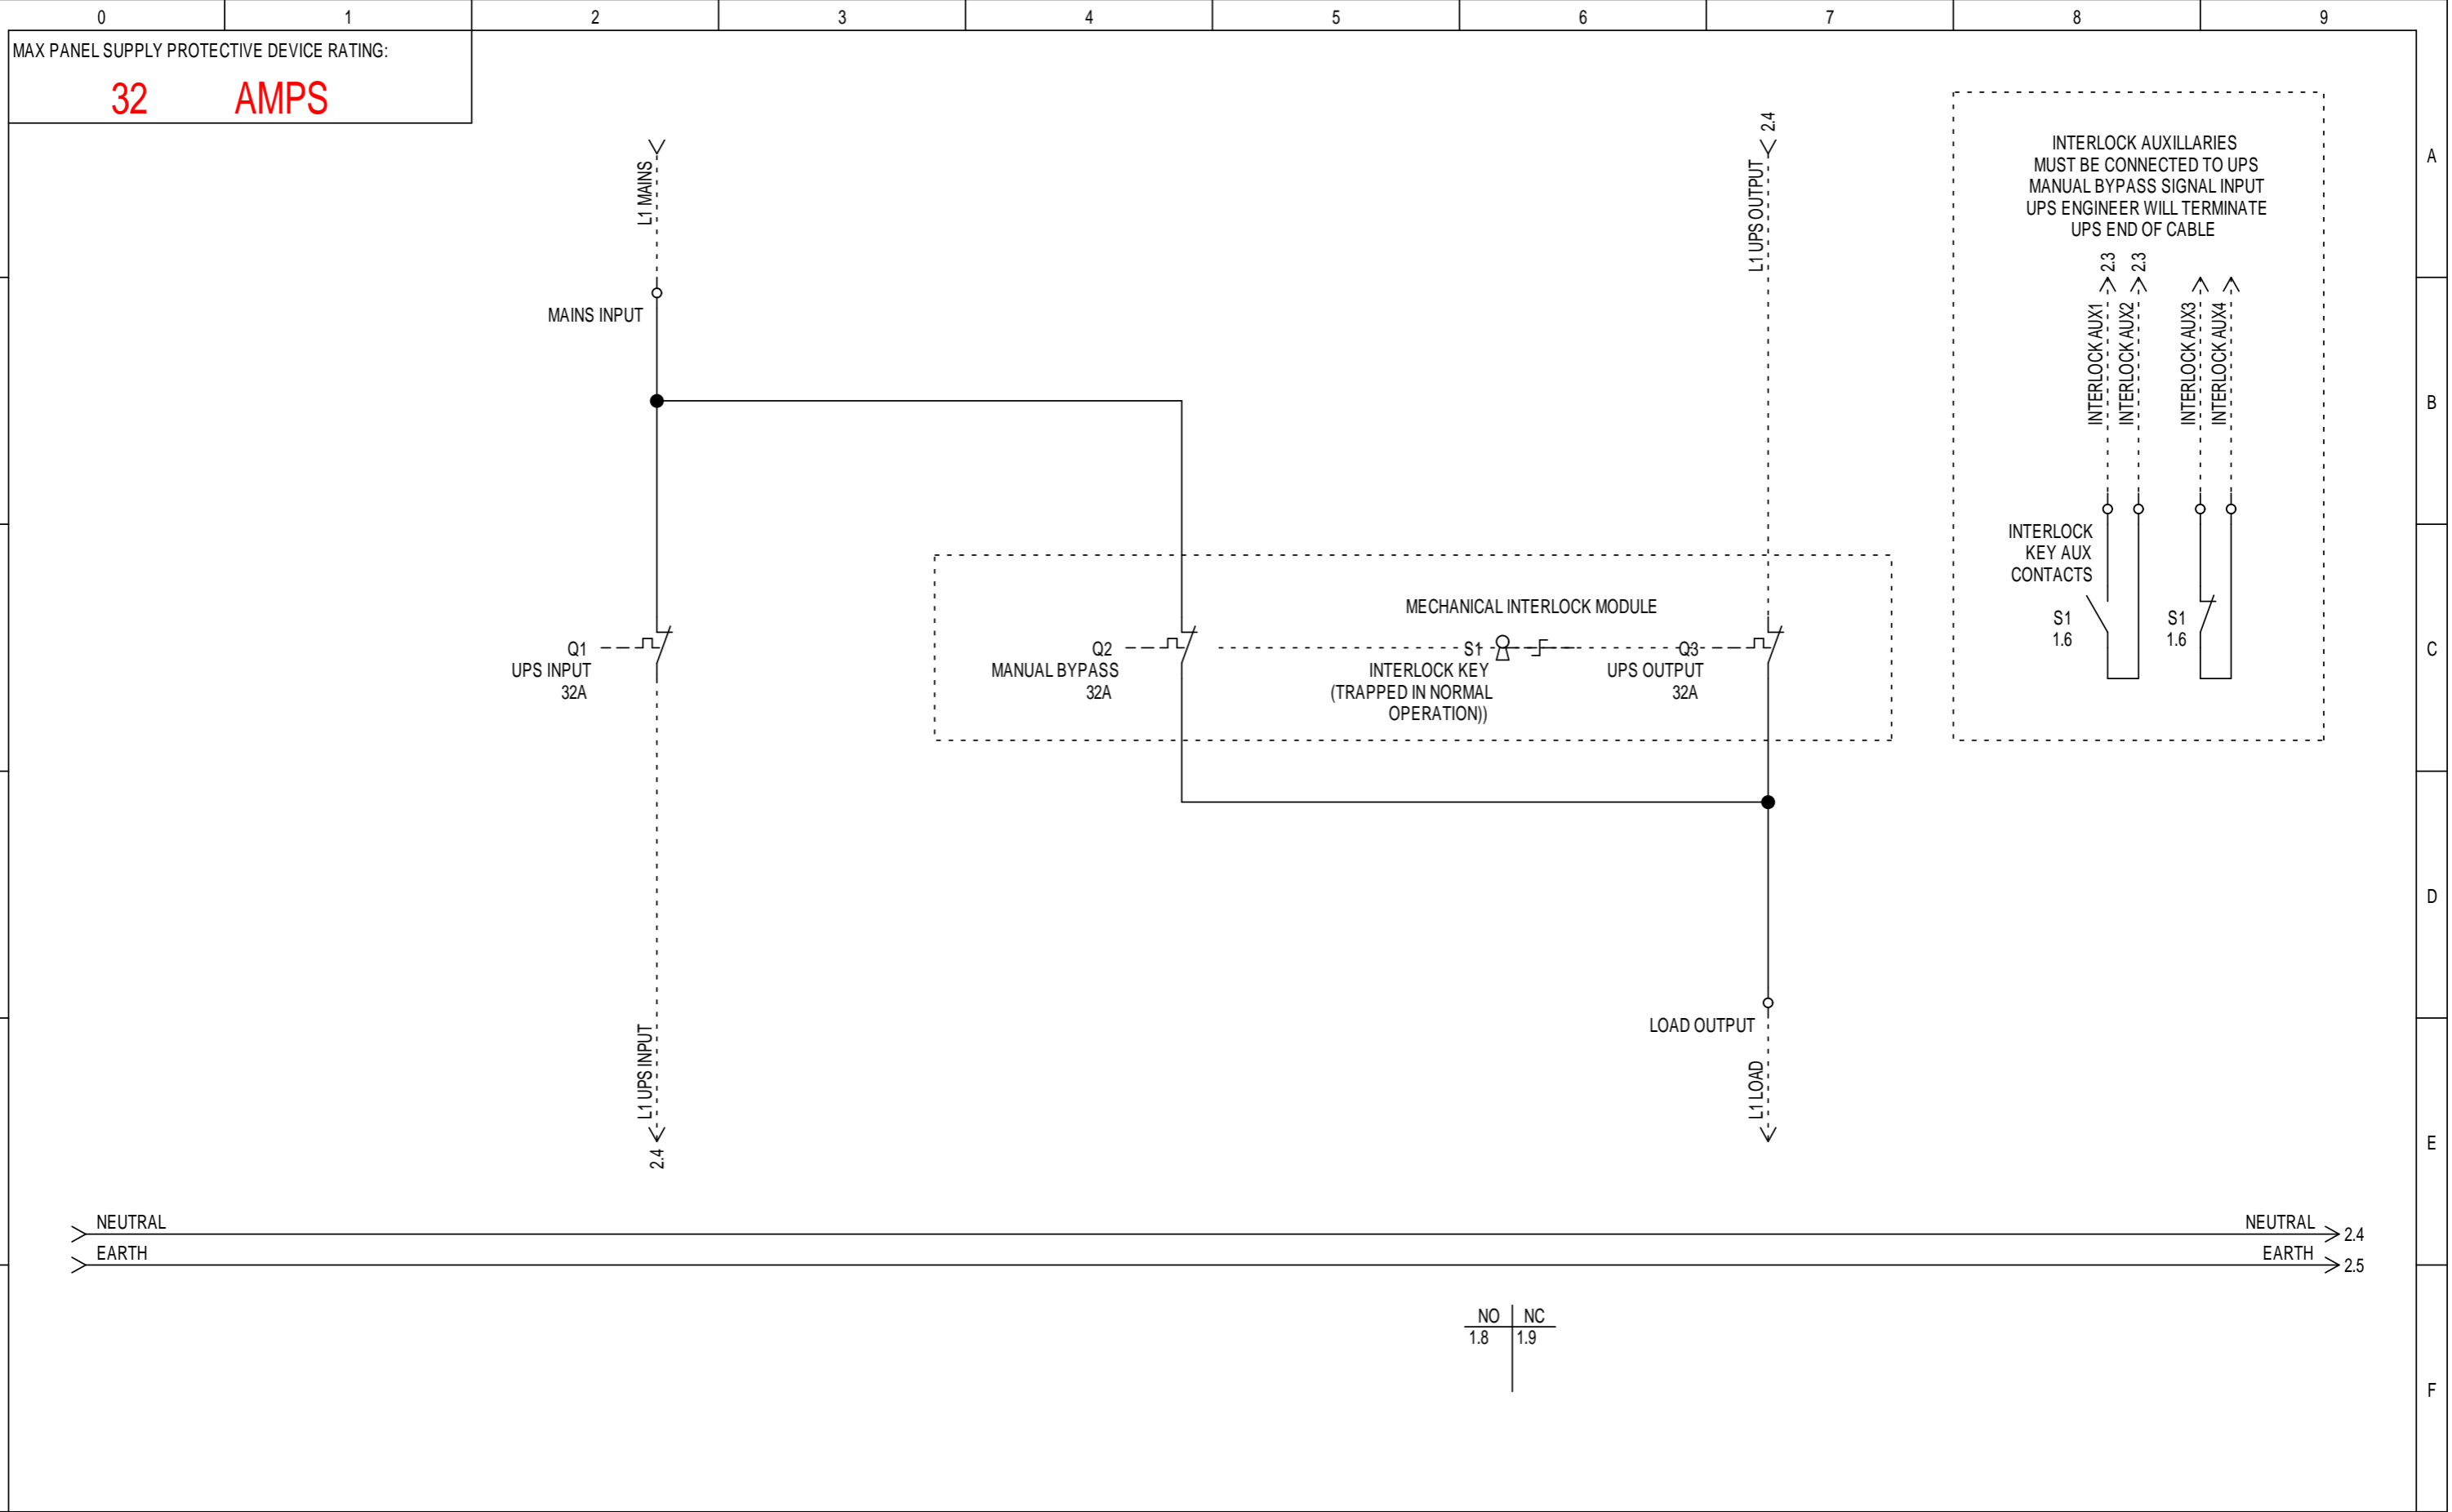 0 1 2 3 4 5 6 7 8 9
MAX PANEL SUPPLY PROTECTIVE DEVICE RATING:
32 AMPS
L1 MAINS
MAINS INPUT
2.4
L1 UPS OUTPUT
INTERLOCK AUXILLARIES
MUST BE CONNECTED TO UPS
MANUAL BYPASS SIGNAL INPUT
UPS ENGINEER WILL TERMINATE
UPS END OF CABLE
2.3
2.3
INTERLOCK AUX1
INTERLOCK AUX2
INTERLOCK AUX3
INTERLOCK AUX4
INTERLOCK
KEY AUX
CONTACTS
S1
1.6
S1
1.6
Q1
UPS INPUT
32A
Q2
MANUAL BYPASS
32A
MECHANICAL INTERLOCK MODULE
S1
INTERLOCK KEY
(TRAPPED IN NORMAL
OPERATION))
Q3
UPS OUTPUT
32A
LOAD OUTPUT
L1 UPS INPUT
2.4
L1 LOAD
NEUTRAL
NEUTRAL 2.4
EARTH
EARTH 2.5
NO NC
1.8 1.9
A
B
C
D
E
F